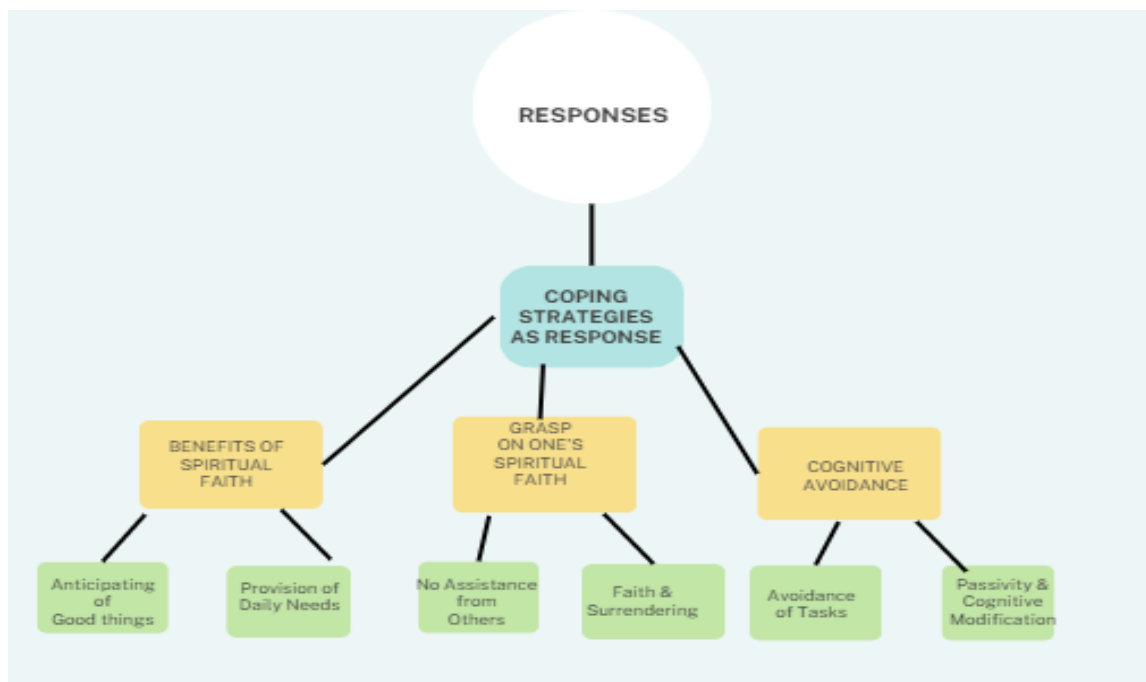 RESPONSES
COPING
STRATEGIES
AS RESPONSE
BENEFITS OF
SPIRITUAL
FAITH
GRASP
ON ONE'S
SPIRITUAL
FAITH
COGNITIVE
AVOIDANCE
Anticipating
of
Good things
Provision of
Daily Needs
No Assistance
from
Others
Faith &
Surrendering
Avoidance
of Tasks
Passivity &
Cognitive
Modification